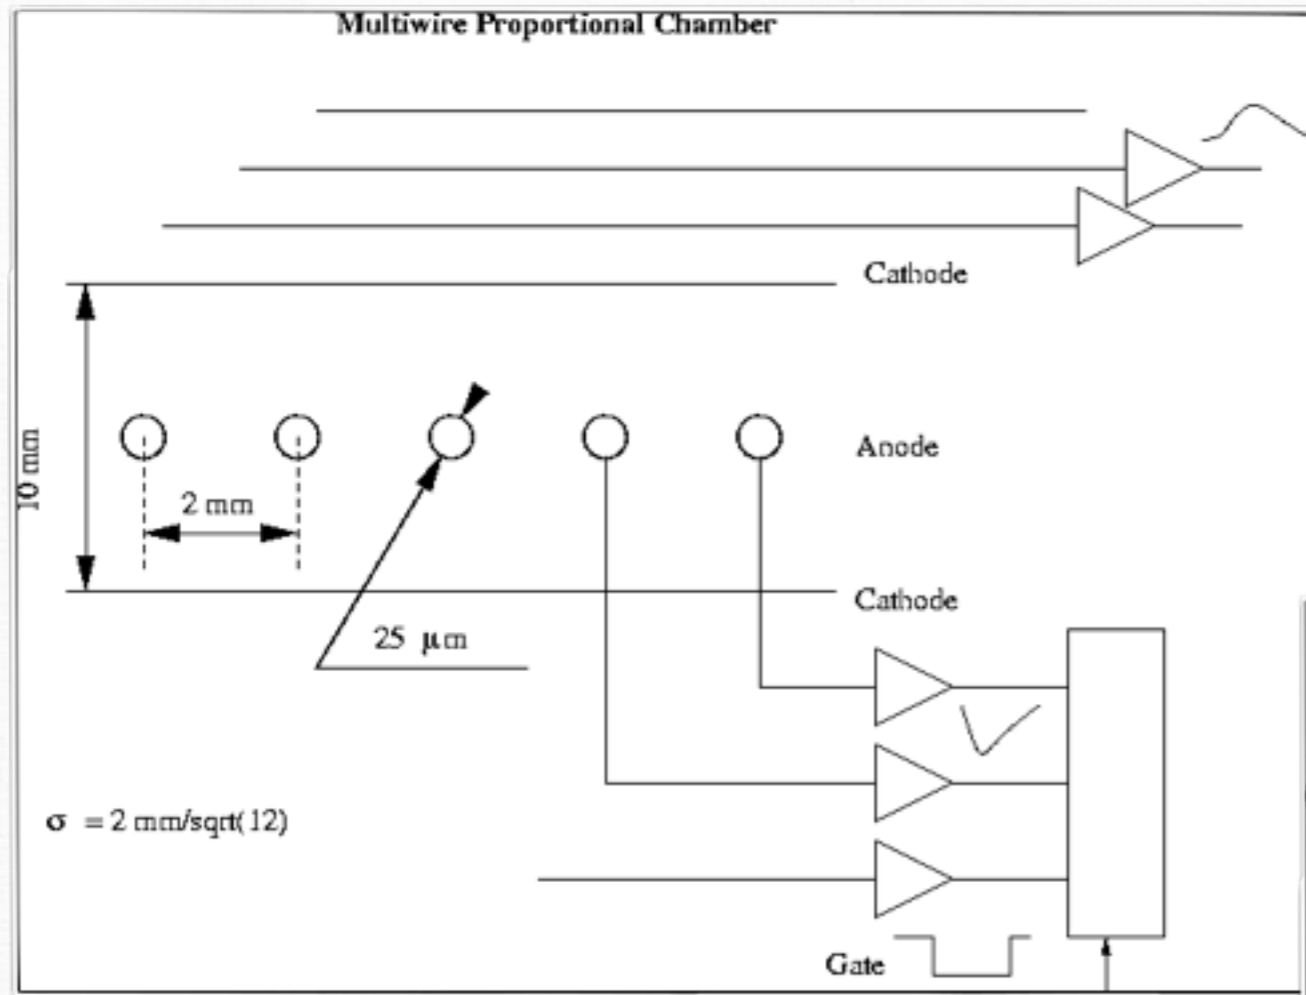 Multiwire Proportional Chamber
Cathode
10 mm
Anode
2 mm
Cathode
25 μm
σ = 2 mm/sqrt(12)
Gate